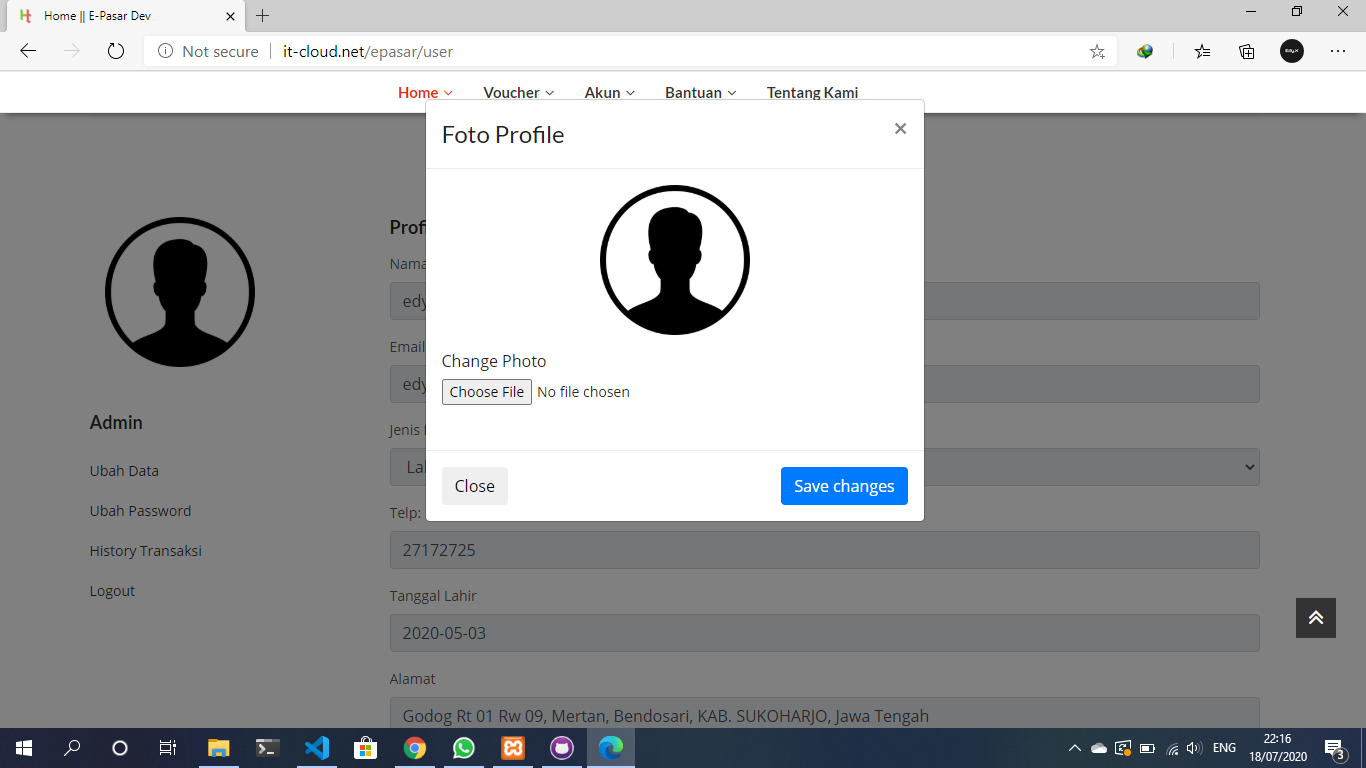 Home || E-Pasar Dev
Not secure
it-cloud.net/epasar/user
Home
Voucher
Akun
Bantuan
Tentang Kami
Foto Profile
Change Photo
Choose File No file chosen
Close
Save changes
Admin
Ubah Data
Ubah Password
History Transaksi
Logout
Profi
Nama
edy
Email
edy
Jenis
Lal
Telp:
27172725
Tanggal Lahir
2020-05-03
Alamat
Godog Rt 01 Rw 09, Mertan, Bendosari, KAB. SUKOHARJO, Jawa Tengah
ENG
22:16
18/07/2020
3